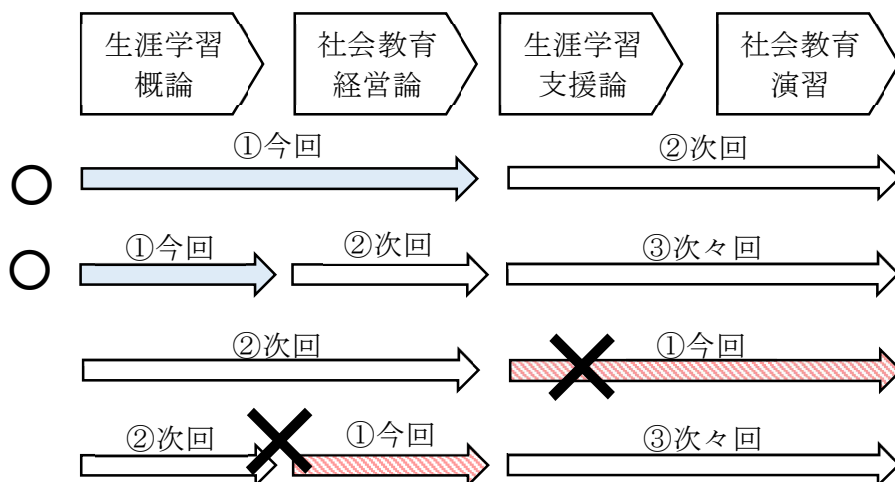 生涯学習
概論
社会教育
経営論
生涯学習
支援論
社会教育
演習
①今回
②次回
①今回
②次回
③次々回
②次回
①今回
②次回
①今回
③次々回